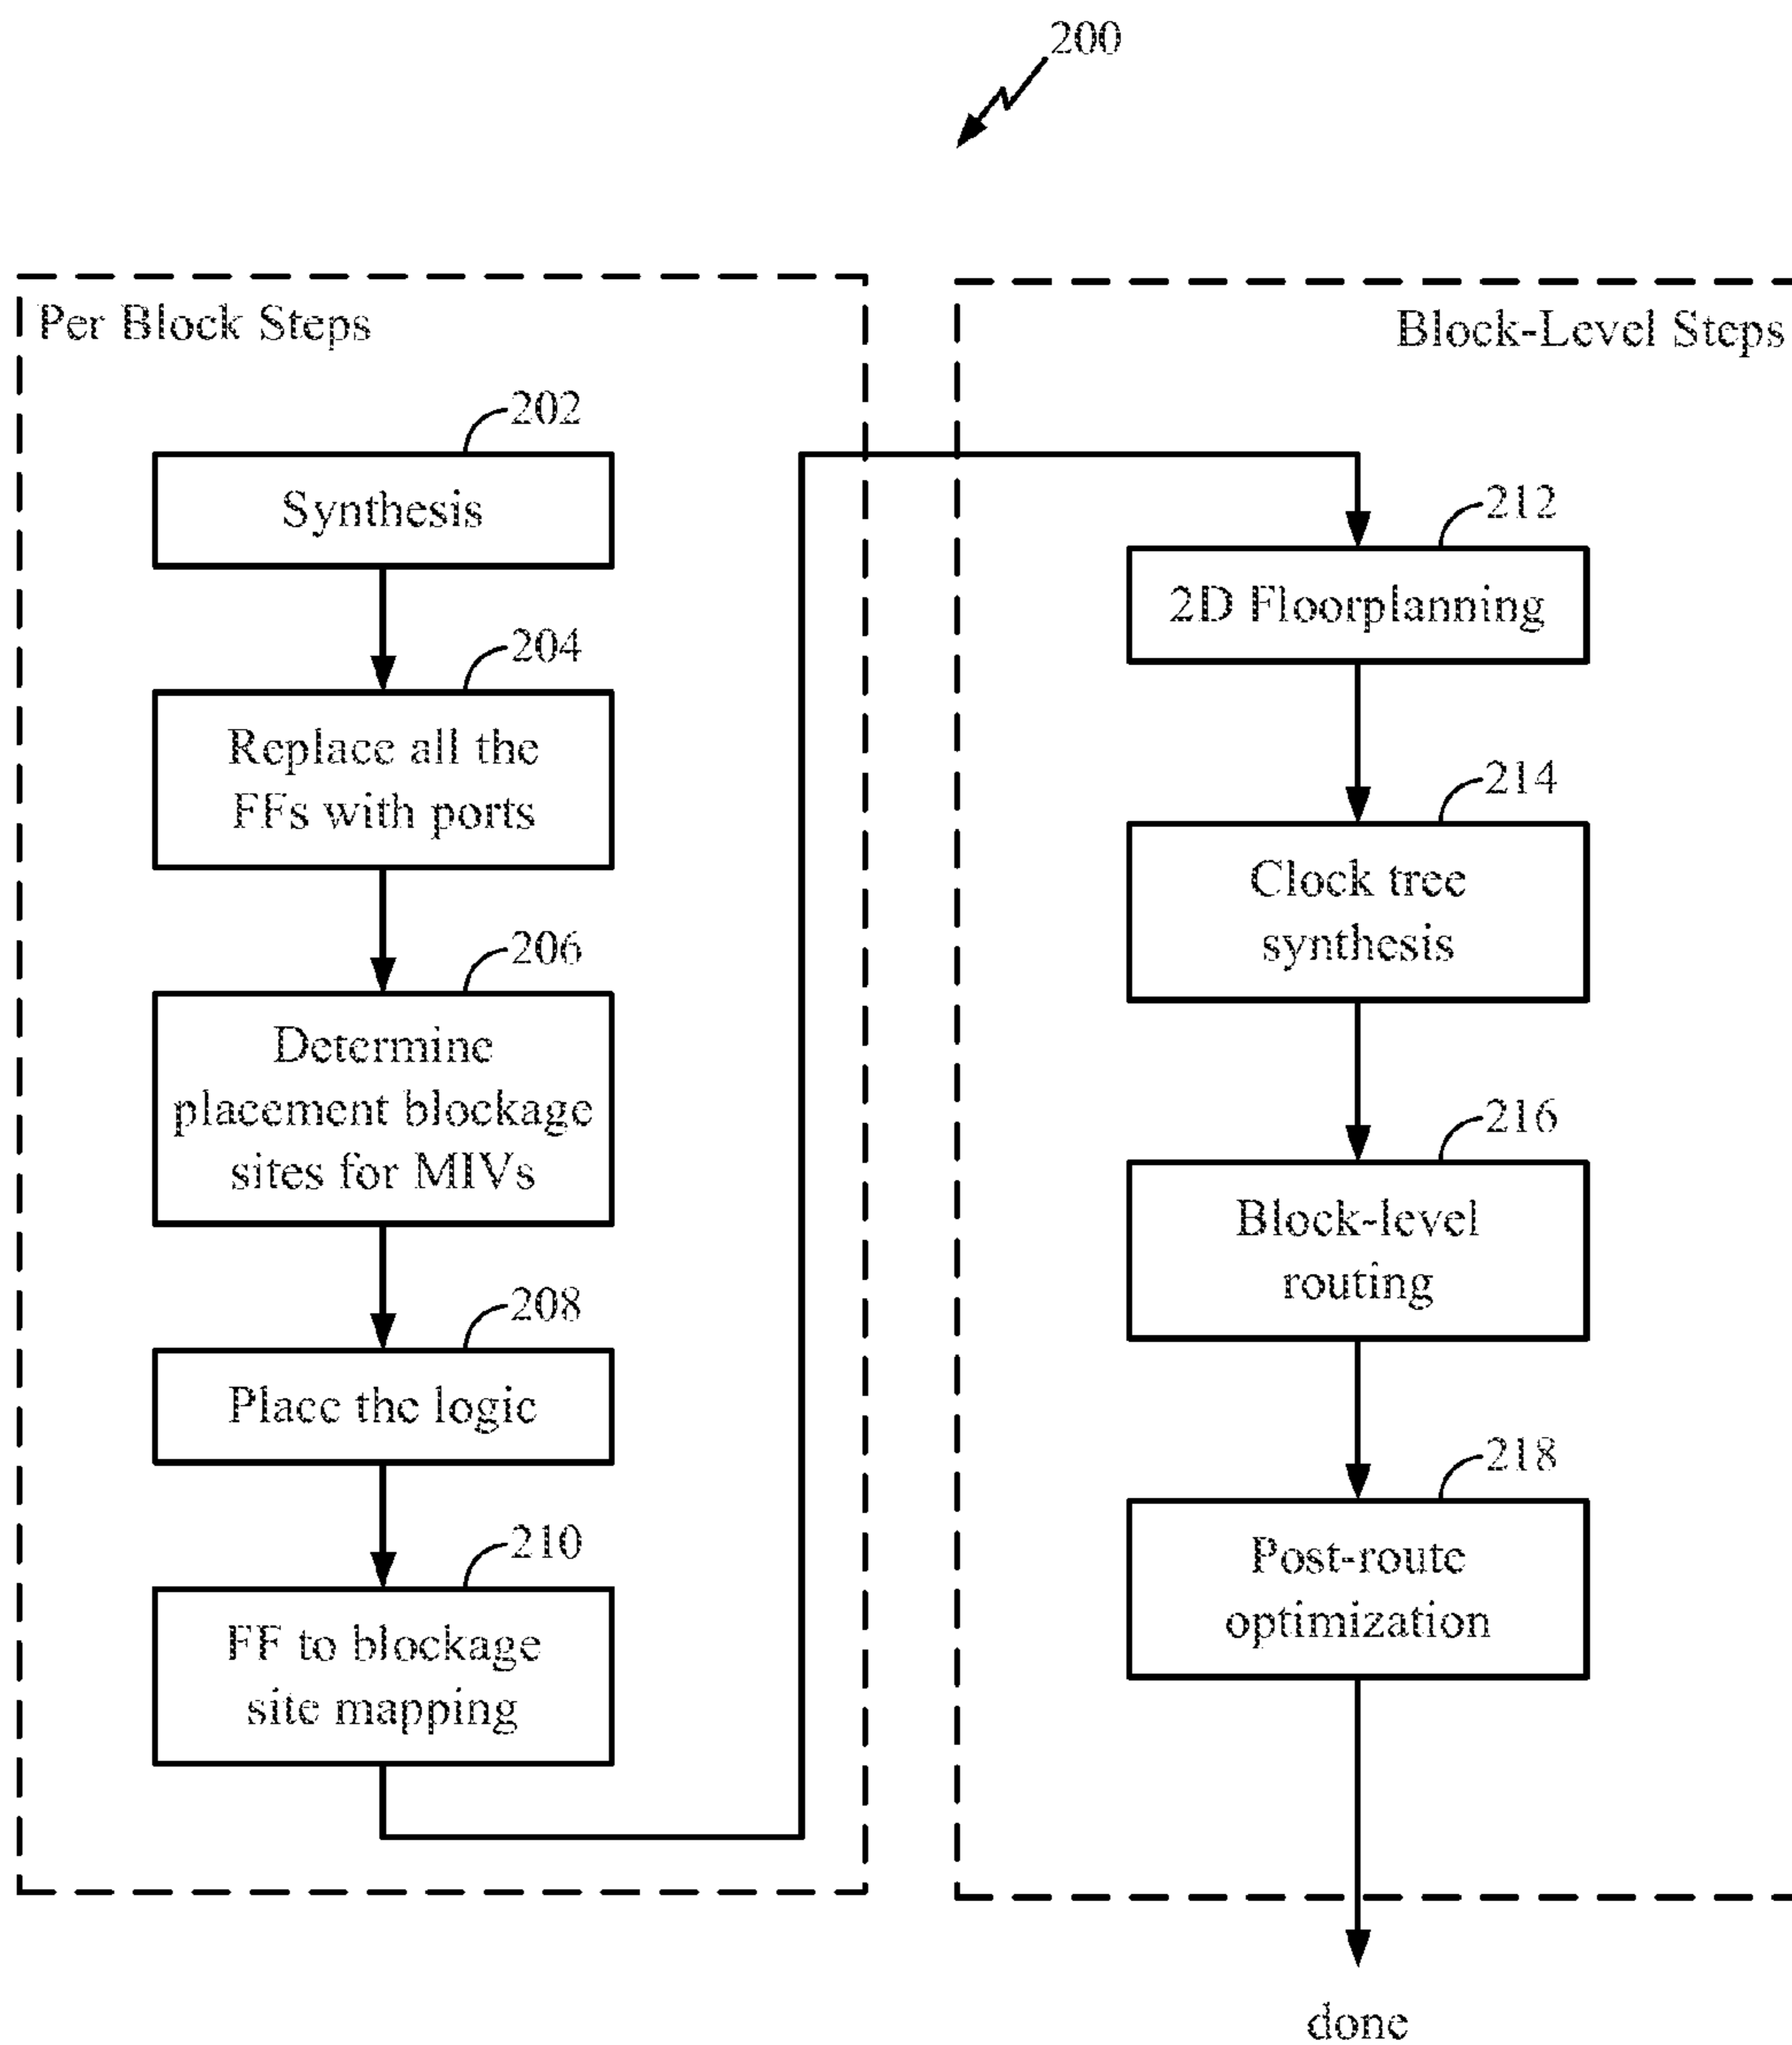 200
Per Block Steps
202
Synthesis
204
Replace all the
FFs with ports
206
Determine
placement blockage
sites for MIVs
208
Place the logic
210
FF to blockage
site mapping
Block-Level Steps
212
2D Floorplanning
214
Clock tree
synthesis
216
Block-level
routing
218
Post-route
optimization
done